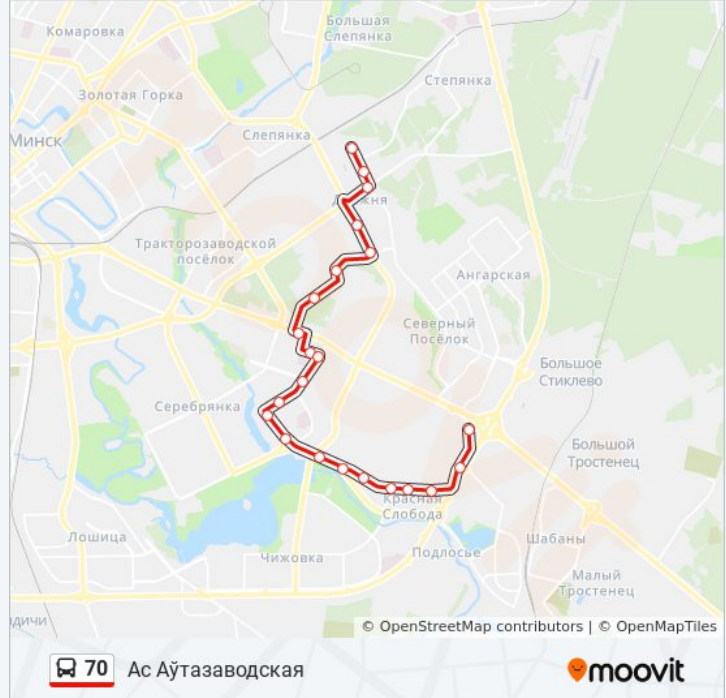 Большая
Слепянка
Комаровка
Степянка
Золотая Горка
Слепянка
Минск
Тракторозаводской
посёлок
Ангарская
Северный
Посёлок
Большое
Стиклево
Серебрянка
Большой
Тростенец
Красная
Слобода
Лошица
Шабаны
Подлосье
Чижовка
Малый
Тростенец
© OpenStreetMap contributors | © OpenMapTiles
70 Ас Аўтазаводская
moovit